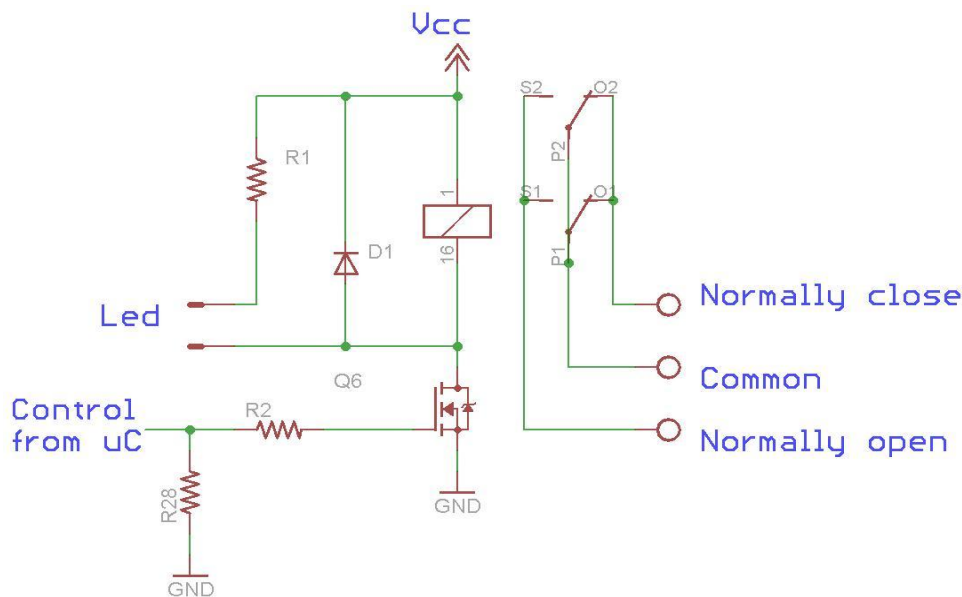 Vcc
S2
O2
R1
P2
1
S1
O1
D1
16
P1
Led
Normally close
Q6
Common
Control
from uC
R2
Normally open
R28
GND
GND